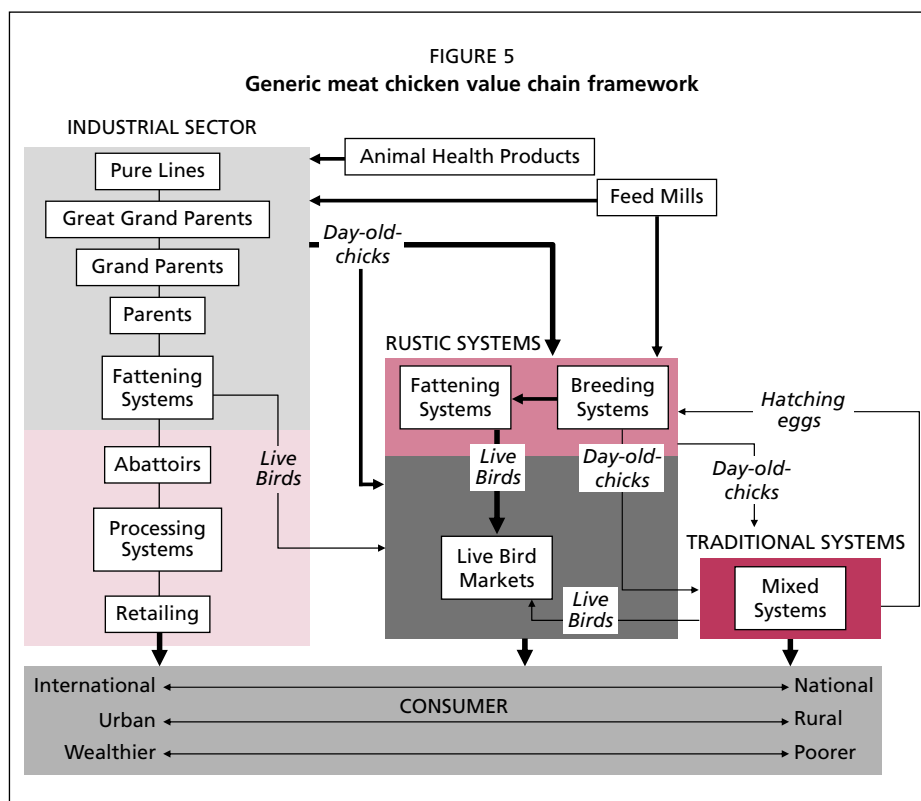 FIGURE 5
Generic meat chicken value chain framework
INDUSTRIAL SECTOR
Animal Health Products
Pure Lines
Feed Mills
Great Grand Parents
Day-old-
chicks
Grand Parents
Parents
RUSTIC SYSTEMS
Fattening
Systems
Fattening
Systems
Breeding
Systems
Hatching
eggs
Abattoirs
Live
Birds
Live
Birds
Day-old-
chicks
Day-old-
chicks
Processing
Systems
Live Bird
Markets
TRADITIONAL SYSTEMS
Mixed
Systems
Retailing
Live
Birds
International
National
CONSUMER
Urban
Rural
Wealthier
Poorer